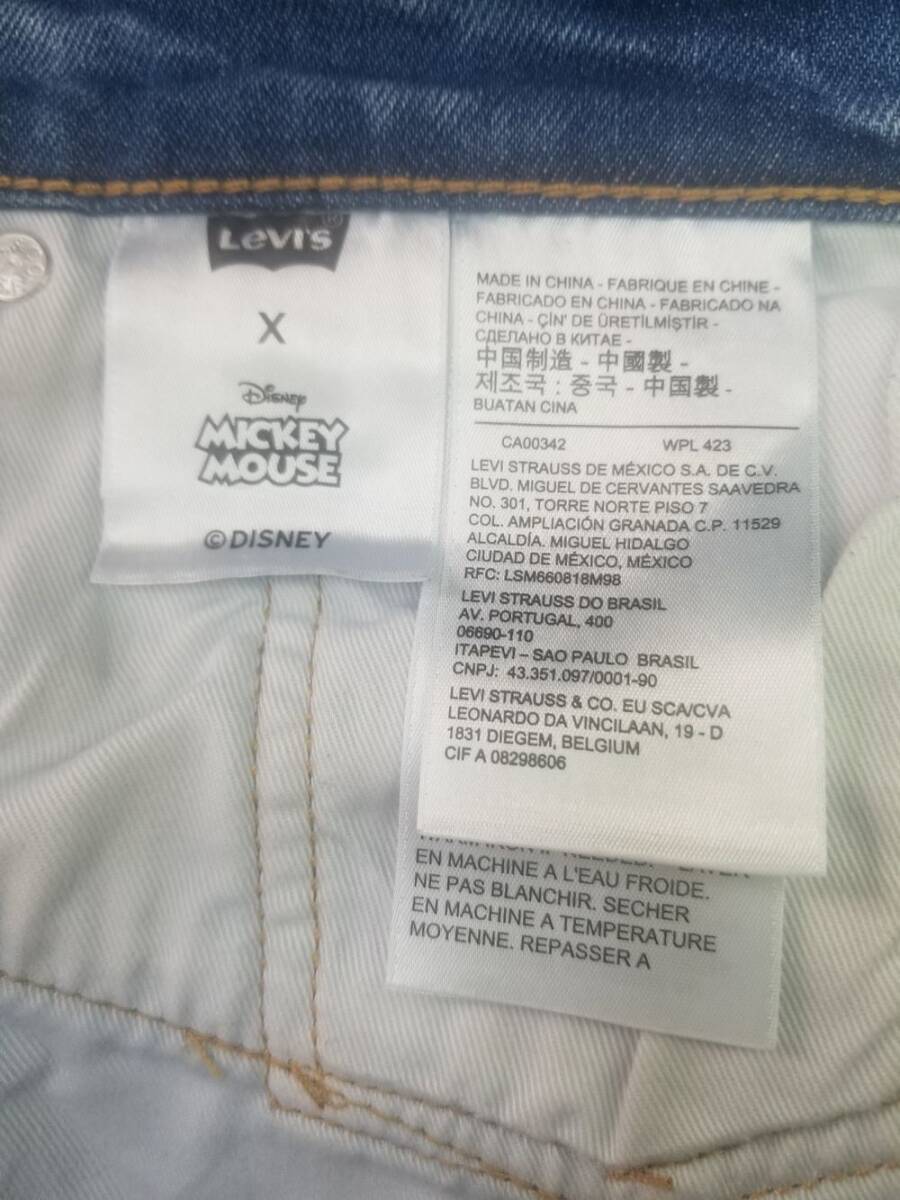 LEVI'S
X
DISNEY
MICKEY
MOUSE
©DISNEY
MADE IN CHINA - FABRIQUE EN CHINE -
FABRICADO EN CHINA - FABRICADO NA
CHINA - ÇİN' DE ÜRETİLMİŞTİR -
СДЕЛАНО В КИТАЕ -
中国制造 - 中國製 -
제조국 : 중국 - 中国製 -
BUATAN CINA
CA00342 WPL 423
LEVI STRAUSS DE MÉXICO S.A. DE C.V.
BLVD. MIGUEL DE CERVANTES SAAVEDRA
NO. 301, TORRE NORTE PISO 7
COL. AMPLIACIÓN GRANADA C.P. 11529
ALCALDÍA. MIGUEL HIDALGO
CIUDAD DE MÉXICO, MÉXICO
RFC: LSM660818M98
LEVI STRAUSS DO BRASIL
AV. PORTUGAL, 400
06690-110
ITAPEVI – SAO PAULO BRASIL
CNPJ: 43.351.097/0001-90
LEVI STRAUSS & CO. EU SCA/CVA
LEONARDO DA VINCILAAN, 19 - D
1831 DIEGEM, BELGIUM
CIF A 08298606
EN MACHINE A L'EAU FROIDE.
NE PAS BLANCHIR. SECHER
EN MACHINE A TEMPERATURE
MOYENNE. REPASSER A